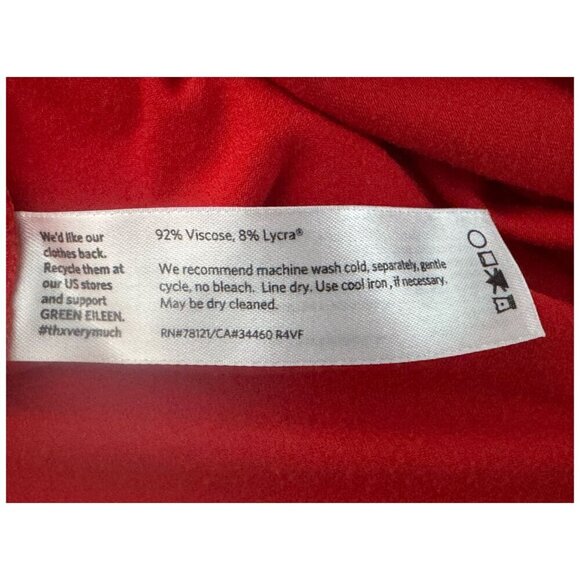 We'd like our
clothes back.
Recycle them at
our US stores
and support
GREEN EILEEN.
#thxverymuch
92% Viscose, 8% Lycra®
We recommend machine wash cold, separately, gentle
cycle, no bleach. Line dry. Use cool iron, if necessary.
May be dry cleaned.
RN#78121/CA#34460 R4VF